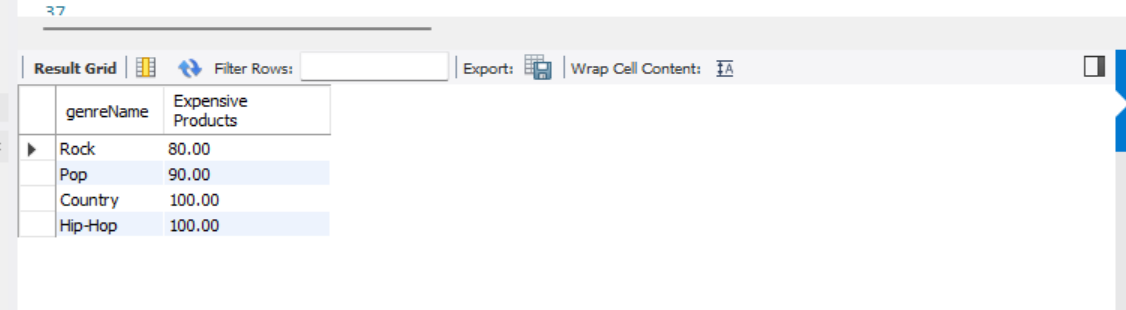 37
Result Grid Filter Rows: Export: Wrap Cell Content: IA
genreName Expensive Products
Rock 80.00
Pop 90.00
Country 100.00
Hip-Hop 100.00